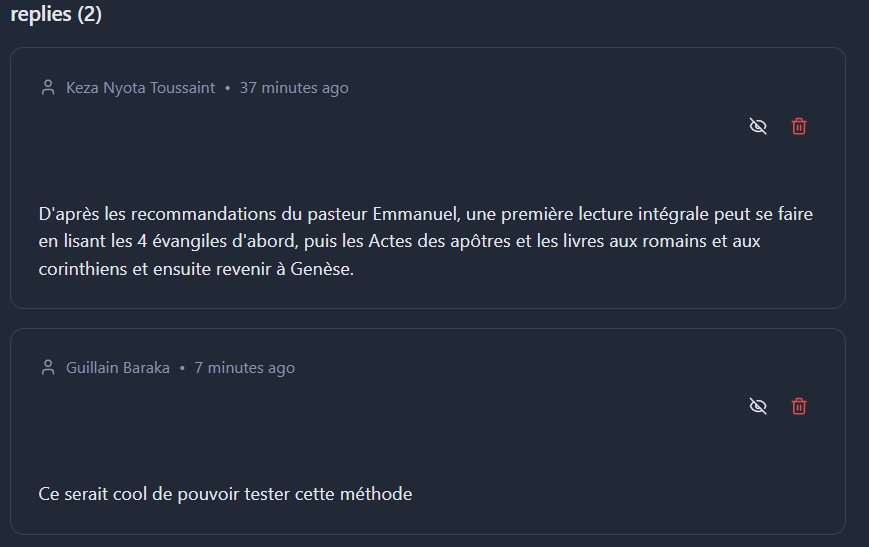 replies (2)
Keza Nyota Toussaint • 37 minutes ago
D'après les recommandations du pasteur Emmanuel, une première lecture intégrale peut se faire
en lisant les 4 évangiles d'abord, puis les Actes des apôtres et les livres aux romains et aux
corinthiens et ensuite revenir à Genèse.
Guillain Baraka • 7 minutes ago
Ce serait cool de pouvoir tester cette méthode